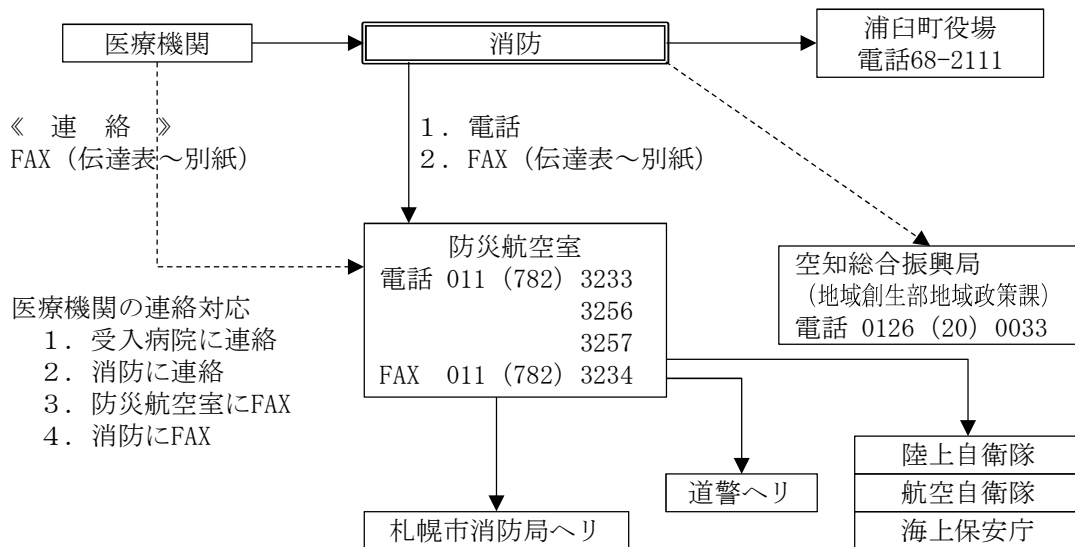 医療機関
消防
浦臼町役場
電話68-2111
《 連 絡 》
FAX（伝達表～別紙）
1．電話
2．FAX（伝達表～別紙）
防災航空室
電話 011（782）3233
3256
3257
FAX 011（782）3234
空知総合振興局
（地域創生部地域政策課）
電話 0126（20）0033
医療機関の連絡対応
1．受入病院に連絡
2．消防に連絡
3．防災航空室にFAX
4．消防にFAX
陸上自衛隊
航空自衛隊
海上保安庁
道警ヘリ
札幌市消防局ヘリ